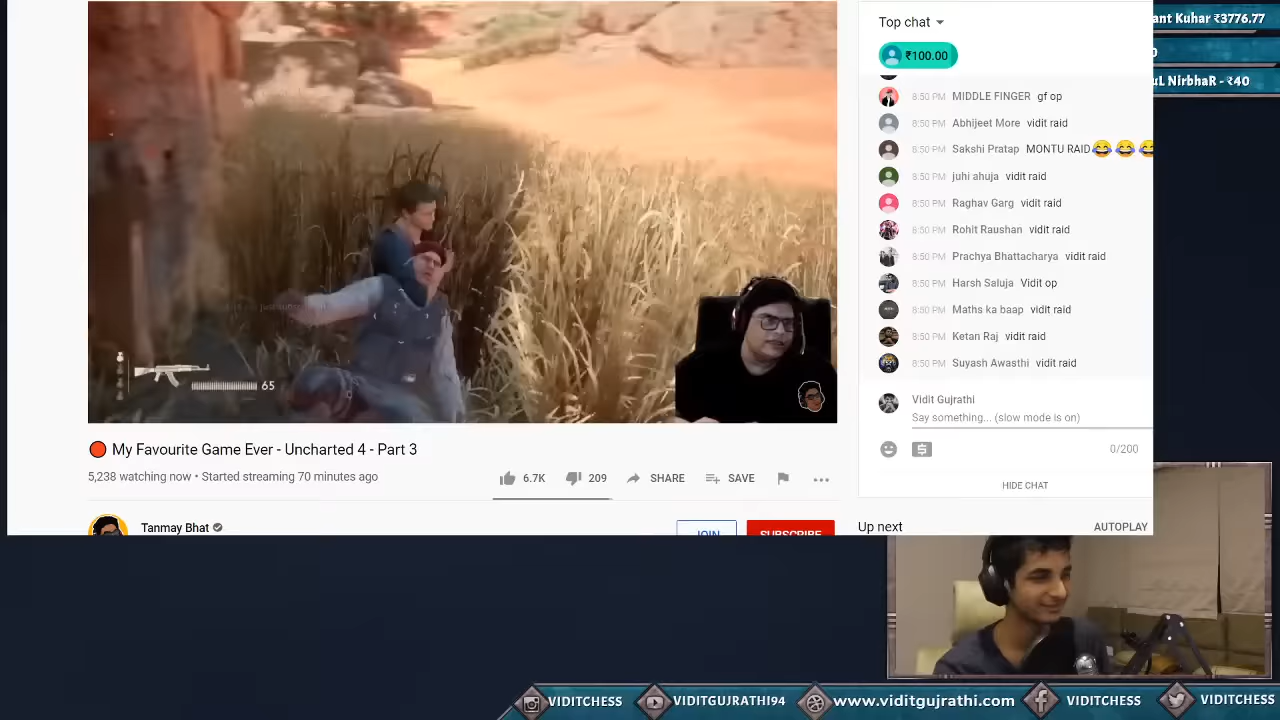 Top chat
ant Kuhar ₹3776.77
₹100.00
uL NirbhaR - ₹40
8:50 PM MIDDLE FINGER gf op
8:50 PM Abhijeet More vidit raid
8:50 PM Sakshi Pratap MONTU RAID😂😂😂
8:50 PM juhi ahuja vidit raid
8:50 PM Raghav Garg vidit raid
8:50 PM Rohit Raushan vidit raid
8:50 PM Prachya Bhattacharya vidit raid
8:50 PM Harsh Saluja Vidit op
8:50 PM Maths ka baap vidit raid
8:50 PM Ketan Raj vidit raid
8:50 PM Suyash Awasthi vidit raid
65
Vidit Gujrathi
Say something... (slow mode is on)
0/200
HIDE CHAT
My Favourite Game Ever - Uncharted 4 - Part 3
5,238 watching now • Started streaming 70 minutes ago
6.7K 209 SHARE SAVE
Tanmay Bhat
JOIN SUBSCRIBE
Up next AUTOPLAY
VIDITCHESS VIDITGUJRATHI94 www.viditgujrathi.com VIDITCHESS VIDITCHESS